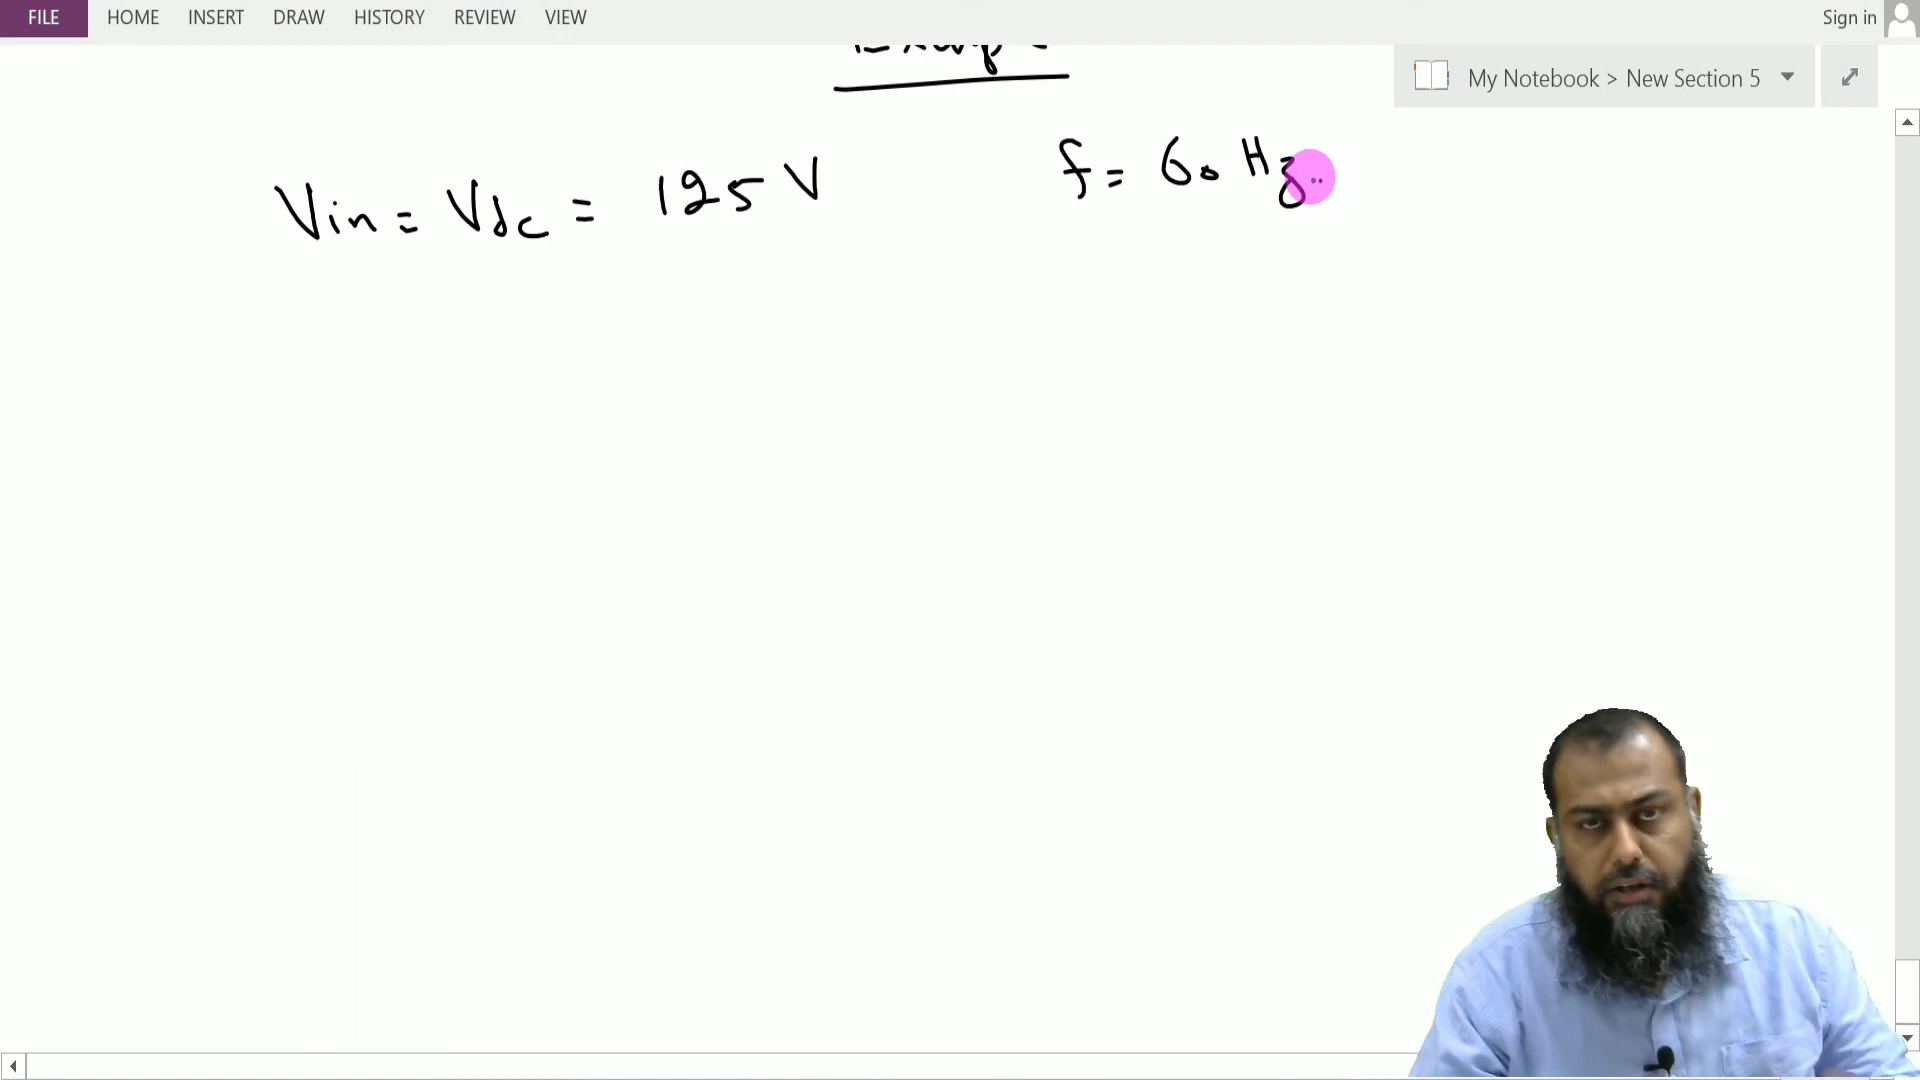 FILE HOME INSERT DRAW HISTORY REVIEW VIEW Sign in
My Notebook > New Section 5
Vin = Vdc = 125 V f = 60 Hz